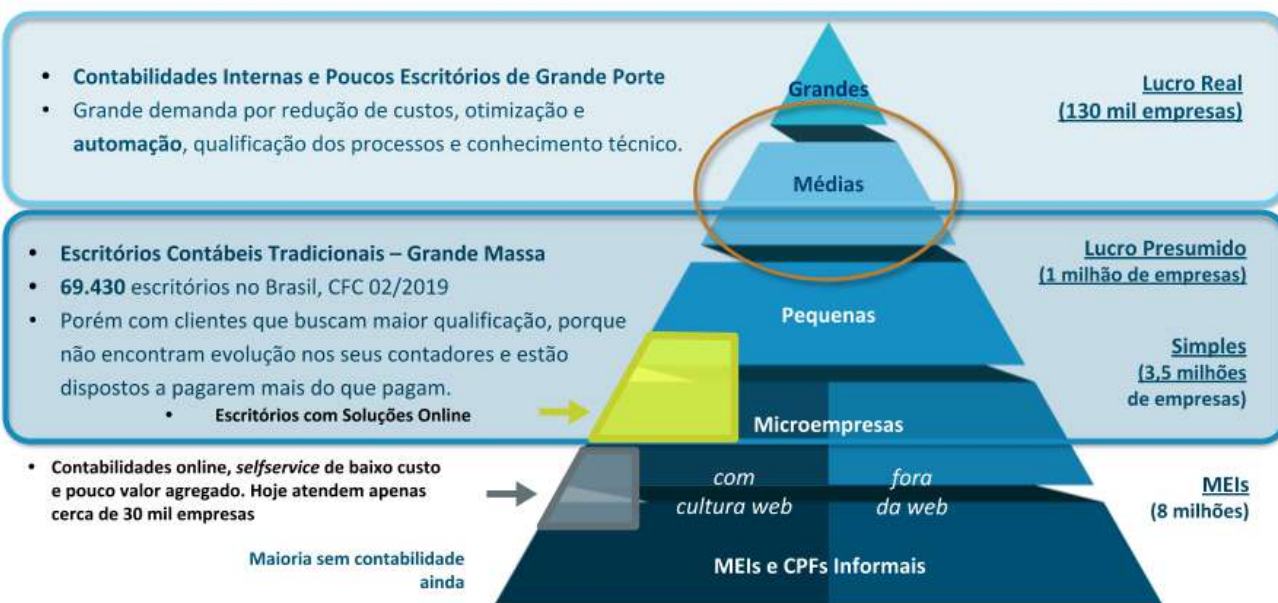 • Contabilidades Internas e Poucos Escritórios de Grande Porte
• Grande demanda por redução de custos, otimização e
automação, qualificação dos processos e conhecimento técnico.
Grandes
Lucro Real
(130 mil empresas)
Médias
• Escritórios Contábeis Tradicionais – Grande Massa
• 69.430 escritórios no Brasil, CFC 02/2019
• Porém com clientes que buscam maior qualificação, porque
não encontram evolução nos seus contadores e estão
dispostos a pagarem mais do que pagam.
• Escritórios com Soluções Online
Lucro Presumido
(1 milhão de empresas)
Pequenas
Simples
(3,5 milhões
de empresas)
Microempresas
• Contabilidades online, selfservice de baixo custo
e pouco valor agregado. Hoje atendem apenas
cerca de 30 mil empresas
com
cultura web
fora
da web
MEIs
(8 milhões)
Maioria sem contabilidade
ainda
MEIs e CPFs Informais